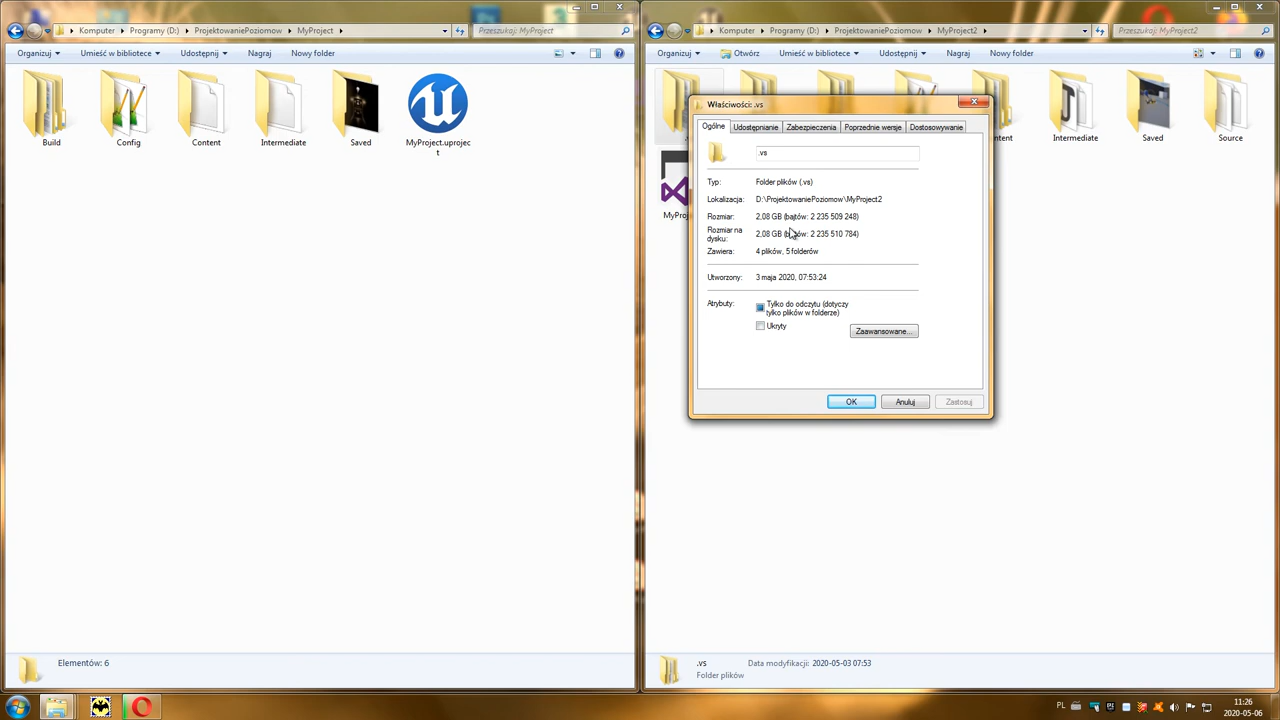 Komputer ▸ Programy (D:) ▸ ProjektowaniePoziomow ▸ MyProject ▸
Przeszukaj: MyProject
Organizuj
Umieść w bibliotece
Udostępnij
Nagraj
Nowy folder
Build
Config
Content
Intermediate
Saved
MyProject.uprojec
t
Elementów: 6
Komputer ▸ Programy (D:) ▸ ProjektowaniePoziomow ▸ MyProject2 ▸
Przeszukaj: MyProject2
Organizuj
Otwórz
Umieść w bibliotece
Udostępnij
Nagraj
Nowy folder
Intermediate
Saved
Source
Właściwości: .vs
Ogólne
Udostępnianie
Zabezpieczenia
Poprzednie wersje
Dostosowywanie
.vs
Typ: Folder plików (.vs)
Lokalizacja: D:\ProjektowaniePoziomow\MyProject2
Rozmiar: 2,08 GB (bajtów: 2 235 509 248)
Rozmiar na
dysku:
2,08 GB (bajtów: 2 235 510 784)
Zawiera: 4 plików, 5 folderów
Utworzony: 3 maja 2020, 07:53:24
Atrybuty:
Tylko do odczytu (dotyczy
tylko plików w folderze)
Ukryty
Zaawansowane...
OK
Anuluj
Zastosuj
.vs
Data modyfikacji: 2020-05-03 07:53
Folder plików
PL
11:26
2020-05-06